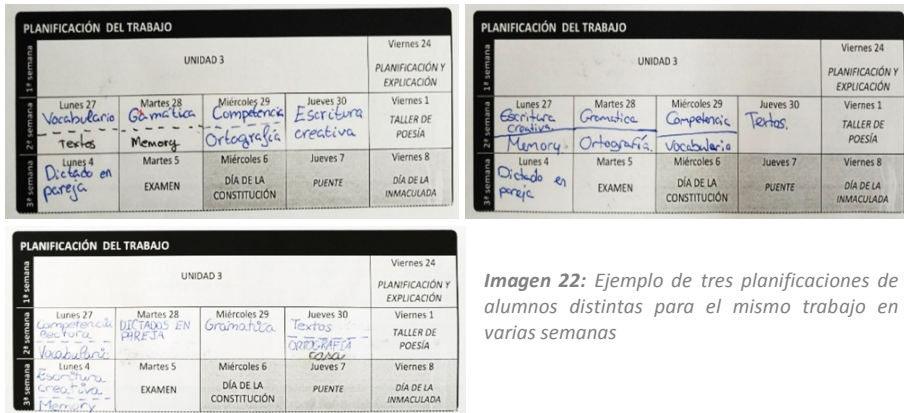 PLANIFICACIÓN DEL TRABAJO
1ª semana
UNIDAD 3
Viernes 24
PLANIFICACIÓN Y
EXPLICACIÓN
2ª semana
Lunes 27
Vocabulario
Textos
Martes 28
Gramática
Memory
Miércoles 29
Competencia
Ortografía
Jueves 30
Escritura
creativa
Viernes 1
TALLER DE
POESÍA
3ª semana
Lunes 4
Dictado en
pareja
Martes 5
EXAMEN
Miércoles 6
DÍA DE LA
CONSTITUCIÓN
Jueves 7
PUENTE
Viernes 8
DÍA DE LA
INMACULADA
PLANIFICACIÓN DEL TRABAJO
1ª semana
UNIDAD 3
Viernes 24
PLANIFICACIÓN Y
EXPLICACIÓN
2ª semana
Lunes 27
Escritura
creativa
Memory
Martes 28
Gramatica
Ortografía.
Miércoles 29
Competencia
Vocabulario
Jueves 30
Textos.
Viernes 1
TALLER DE
POESÍA
3ª semana
Lunes 4
Dictado en
pareja
Martes 5
EXAMEN
Miércoles 6
DÍA DE LA
CONSTITUCIÓN
Jueves 7
PUENTE
Viernes 8
DÍA DE LA
INMACULADA
PLANIFICACIÓN DEL TRABAJO
1ª semana
UNIDAD 3
Viernes 24
PLANIFICACIÓN Y
EXPLICACIÓN
2ª semana
Lunes 27
Competencia
lectora
Vocabulario
Martes 28
DICTADOS EN
PAREJA
Miércoles 29
Gramatica
Jueves 30
Textos
ORTOGRAFÍA
casa
Viernes 1
TALLER DE
POESÍA
3ª semana
Lunes 4
Escritura
creativa
Memory
Martes 5
EXAMEN
Miércoles 6
DÍA DE LA
CONSTITUCIÓN
Jueves 7
PUENTE
Viernes 8
DÍA DE LA
INMACULADA
Imagen 22: Ejemplo de tres planificaciones de
alumnos distintas para el mismo trabajo en
varias semanas